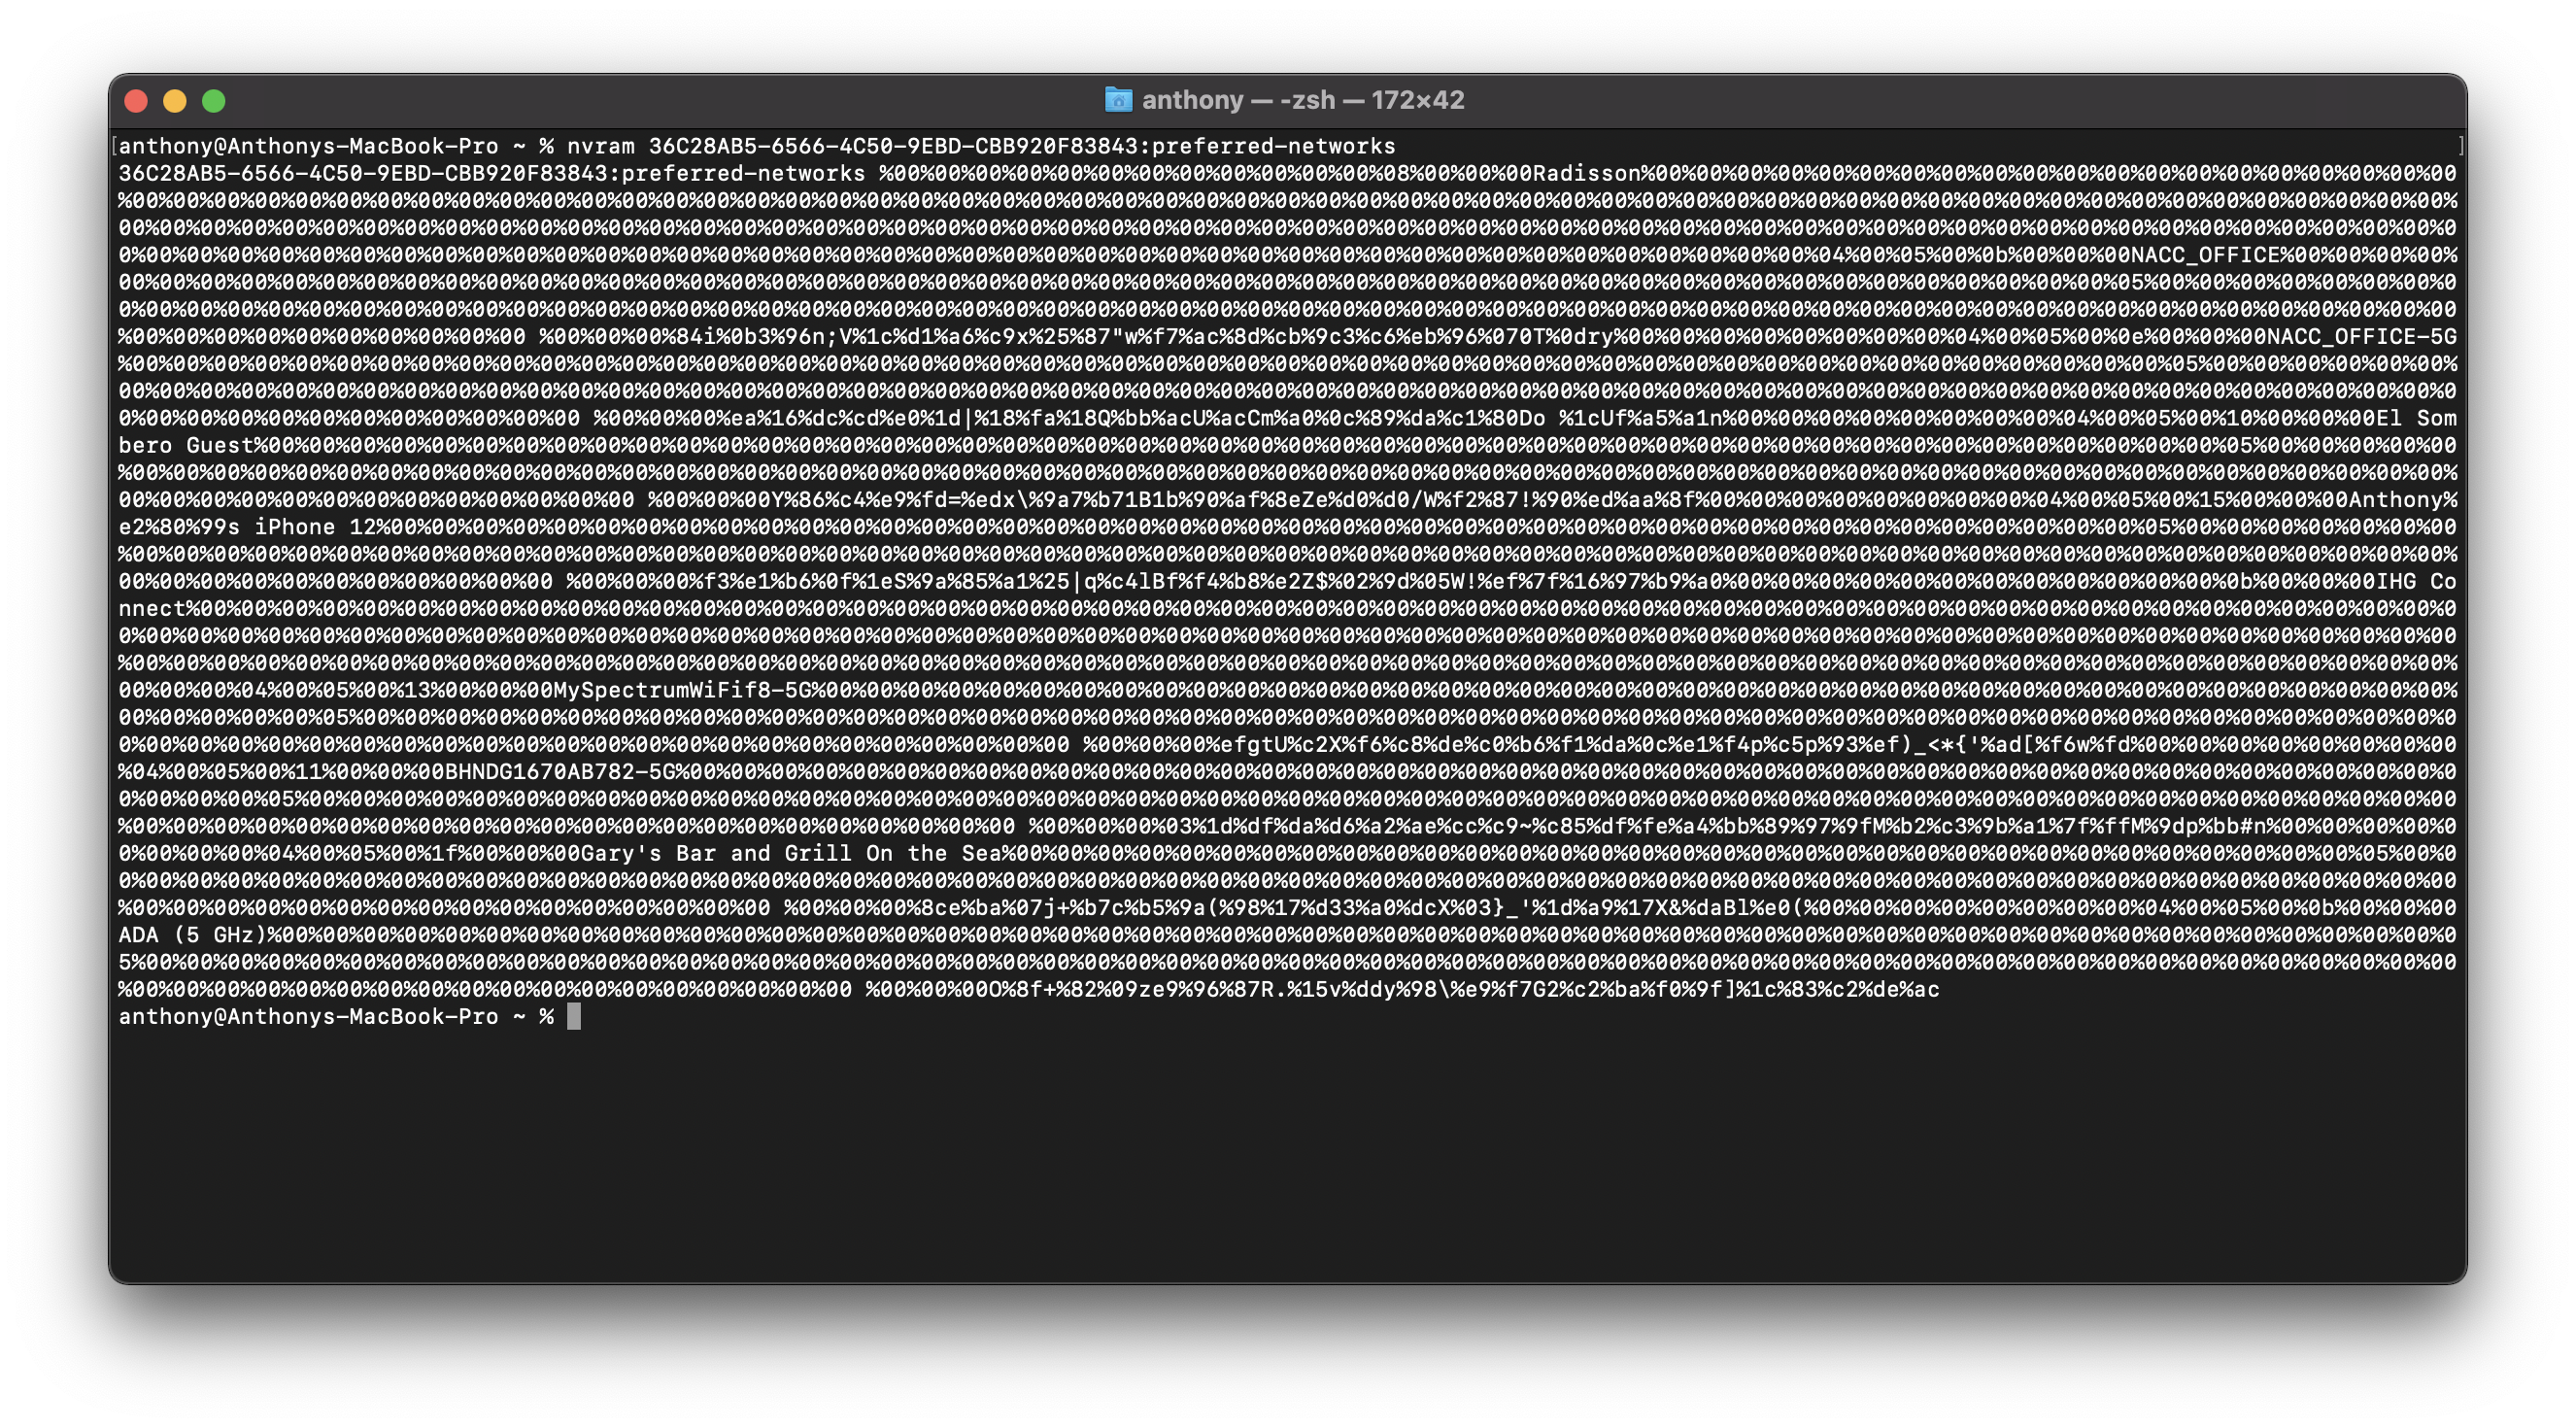 anthony — -zsh — 172×42
[anthony@Anthonys-MacBook-Pro ~ % nvram 36C28AB5-6566-4C50-9EBD-CBB920F83843:preferred-networks ]
36C28AB5-6566-4C50-9EBD-CBB920F83843:preferred-networks %00%00%00%00%00%00%00%00%00%00%00%00%08%00%00%00Radisson%00%00%00%00%00%00%00%00%00%00%00%00%00%00%00%00%00%00%00%00
%00%00%00%00%00%00%00%00%00%00%00%00%00%00%00%00%00%00%00%00%00%00%00%00%00%00%00%00%00%00%00%00%00%00%00%00%00%00%00%00%00%00%00%00%00%00%00%00%00%00%00%00%00%00%00%00%00%
00%00%00%00%00%00%00%00%00%00%00%00%00%00%00%00%00%00%00%00%00%00%00%00%00%00%00%00%00%00%00%00%00%00%00%00%00%00%00%00%00%00%00%00%00%00%00%00%00%00%00%00%00%00%00%00%00%0
0%00%00%00%00%00%00%00%00%00%00%00%00%00%00%00%00%00%00%00%00%00%00%00%00%00%00%00%00%00%00%00%00%00%00%00%00%00%00%00%00%00%04%00%05%00%0b%00%00%00NACC_OFFICE%00%00%00%00%
00%00%00%00%00%00%00%00%00%00%00%00%00%00%00%00%00%00%00%00%00%00%00%00%00%00%00%00%00%00%00%00%00%00%00%00%00%00%00%00%00%00%00%00%00%00%00%00%00%05%00%00%00%00%00%00%00%0
0%00%00%00%00%00%00%00%00%00%00%00%00%00%00%00%00%00%00%00%00%00%00%00%00%00%00%00%00%00%00%00%00%00%00%00%00%00%00%00%00%00%00%00%00%00%00%00%00%00%00%00%00%00%00%00%00%00
%00%00%00%00%00%00%00%00%00%00 %00%00%00%84i%0b3%96n;V%1c%d1%a6%c9x%25%87"w%f7%ac%8d%cb%9c3%c6%eb%96%070T%0dry%00%00%00%00%00%00%00%00%04%00%05%00%0e%00%00%00NACC_OFFICE-5G
%00%00%00%00%00%00%00%00%00%00%00%00%00%00%00%00%00%00%00%00%00%00%00%00%00%00%00%00%00%00%00%00%00%00%00%00%00%00%00%00%00%00%00%00%00%00%00%00%00%00%05%00%00%00%00%00%00%
00%00%00%00%00%00%00%00%00%00%00%00%00%00%00%00%00%00%00%00%00%00%00%00%00%00%00%00%00%00%00%00%00%00%00%00%00%00%00%00%00%00%00%00%00%00%00%00%00%00%00%00%00%00%00%00%00%0
0%00%00%00%00%00%00%00%00%00%00%00 %00%00%00%ea%16%dc%cd%e0%1d|%18%fa%18Q%bb%acU%acCm%a0%0c%89%da%c1%80Do %1cUf%a5%a1n%00%00%00%00%00%00%00%00%04%00%05%00%10%00%00%00El Som
bero Guest%00%00%00%00%00%00%00%00%00%00%00%00%00%00%00%00%00%00%00%00%00%00%00%00%00%00%00%00%00%00%00%00%00%00%00%00%00%00%00%00%00%00%00%00%00%00%00%00%05%00%00%00%00%00
%00%00%00%00%00%00%00%00%00%00%00%00%00%00%00%00%00%00%00%00%00%00%00%00%00%00%00%00%00%00%00%00%00%00%00%00%00%00%00%00%00%00%00%00%00%00%00%00%00%00%00%00%00%00%00%00%00%
00%00%00%00%00%00%00%00%00%00%00%00%00 %00%00%00Y%86%c4%e9%fd=%edx\%9a7%b71B1b%90%af%8eZe%d0%d0/W%f2%87!%90%ed%aa%8f%00%00%00%00%00%00%00%00%04%00%05%00%15%00%00%00Anthony%
e2%80%99s iPhone 12%00%00%00%00%00%00%00%00%00%00%00%00%00%00%00%00%00%00%00%00%00%00%00%00%00%00%00%00%00%00%00%00%00%00%00%00%00%00%00%00%00%00%00%05%00%00%00%00%00%00%00
%00%00%00%00%00%00%00%00%00%00%00%00%00%00%00%00%00%00%00%00%00%00%00%00%00%00%00%00%00%00%00%00%00%00%00%00%00%00%00%00%00%00%00%00%00%00%00%00%00%00%00%00%00%00%00%00%00%
00%00%00%00%00%00%00%00%00%00%00 %00%00%00%f3%e1%b6%0f%1eS%9a%85%a1%25|q%c4lBf%f4%b8%e2Z$%02%9d%05W!%ef%7f%16%97%b9%a0%00%00%00%00%00%00%00%00%00%00%00%00%0b%00%00%00IHG Co
nnect%00%00%00%00%00%00%00%00%00%00%00%00%00%00%00%00%00%00%00%00%00%00%00%00%00%00%00%00%00%00%00%00%00%00%00%00%00%00%00%00%00%00%00%00%00%00%00%00%00%00%00%00%00%00%00%0
0%00%00%00%00%00%00%00%00%00%00%00%00%00%00%00%00%00%00%00%00%00%00%00%00%00%00%00%00%00%00%00%00%00%00%00%00%00%00%00%00%00%00%00%00%00%00%00%00%00%00%00%00%00%00%00%00%00
%00%00%00%00%00%00%00%00%00%00%00%00%00%00%00%00%00%00%00%00%00%00%00%00%00%00%00%00%00%00%00%00%00%00%00%00%00%00%00%00%00%00%00%00%00%00%00%00%00%00%00%00%00%00%00%00%00%
00%00%00%04%00%05%00%13%00%00%00MySpectrumWiFif8-5G%00%00%00%00%00%00%00%00%00%00%00%00%00%00%00%00%00%00%00%00%00%00%00%00%00%00%00%00%00%00%00%00%00%00%00%00%00%00%00%00%
00%00%00%00%00%05%00%00%00%00%00%00%00%00%00%00%00%00%00%00%00%00%00%00%00%00%00%00%00%00%00%00%00%00%00%00%00%00%00%00%00%00%00%00%00%00%00%00%00%00%00%00%00%00%00%00%00%0
0%00%00%00%00%00%00%00%00%00%00%00%00%00%00%00%00%00%00%00%00%00%00%00 %00%00%00%efgtU%c2X%f6%c8%de%c0%b6%f1%da%0c%e1%f4p%c5p%93%ef)_<*{'%ad[%f6w%fd%00%00%00%00%00%00%00%00
%04%00%05%00%11%00%00%00BHNDG1670AB782-5G%00%00%00%00%00%00%00%00%00%00%00%00%00%00%00%00%00%00%00%00%00%00%00%00%00%00%00%00%00%00%00%00%00%00%00%00%00%00%00%00%00%00%00%0
0%00%00%00%05%00%00%00%00%00%00%00%00%00%00%00%00%00%00%00%00%00%00%00%00%00%00%00%00%00%00%00%00%00%00%00%00%00%00%00%00%00%00%00%00%00%00%00%00%00%00%00%00%00%00%00%00%00
%00%00%00%00%00%00%00%00%00%00%00%00%00%00%00%00%00%00%00%00%00%00 %00%00%00%03%1d%df%da%d6%a2%ae%cc%c9~%c85%df%fe%a4%bb%89%97%9fM%b2%c3%9b%a1%7f%ffM%9dp%bb#n%00%00%00%00%0
0%00%00%00%04%00%05%00%1f%00%00%00Gary's Bar and Grill On the Sea%00%00%00%00%00%00%00%00%00%00%00%00%00%00%00%00%00%00%00%00%00%00%00%00%00%00%00%00%00%00%00%00%00%05%00%0
0%00%00%00%00%00%00%00%00%00%00%00%00%00%00%00%00%00%00%00%00%00%00%00%00%00%00%00%00%00%00%00%00%00%00%00%00%00%00%00%00%00%00%00%00%00%00%00%00%00%00%00%00%00%00%00%00%00
%00%00%00%00%00%00%00%00%00%00%00%00%00%00%00%00 %00%00%00%8ce%ba%07j+%b7c%b5%9a(%98%17%d33%a0%dcX%03}_'%1d%a9%17X&%daBl%e0(%00%00%00%00%00%00%00%00%04%00%05%00%0b%00%00%00
ADA (5 GHz)%00%00%00%00%00%00%00%00%00%00%00%00%00%00%00%00%00%00%00%00%00%00%00%00%00%00%00%00%00%00%00%00%00%00%00%00%00%00%00%00%00%00%00%00%00%00%00%00%00%00%00%00%00%0
5%00%00%00%00%00%00%00%00%00%00%00%00%00%00%00%00%00%00%00%00%00%00%00%00%00%00%00%00%00%00%00%00%00%00%00%00%00%00%00%00%00%00%00%00%00%00%00%00%00%00%00%00%00%00%00%00%00
%00%00%00%00%00%00%00%00%00%00%00%00%00%00%00%00%00%00 %00%00%00O%8f+%82%09ze9%96%87R.%15v%ddy%98\%e9%f7G2%c2%ba%f0%9f]%1c%83%c2%de%ac
anthony@Anthonys-MacBook-Pro ~ %